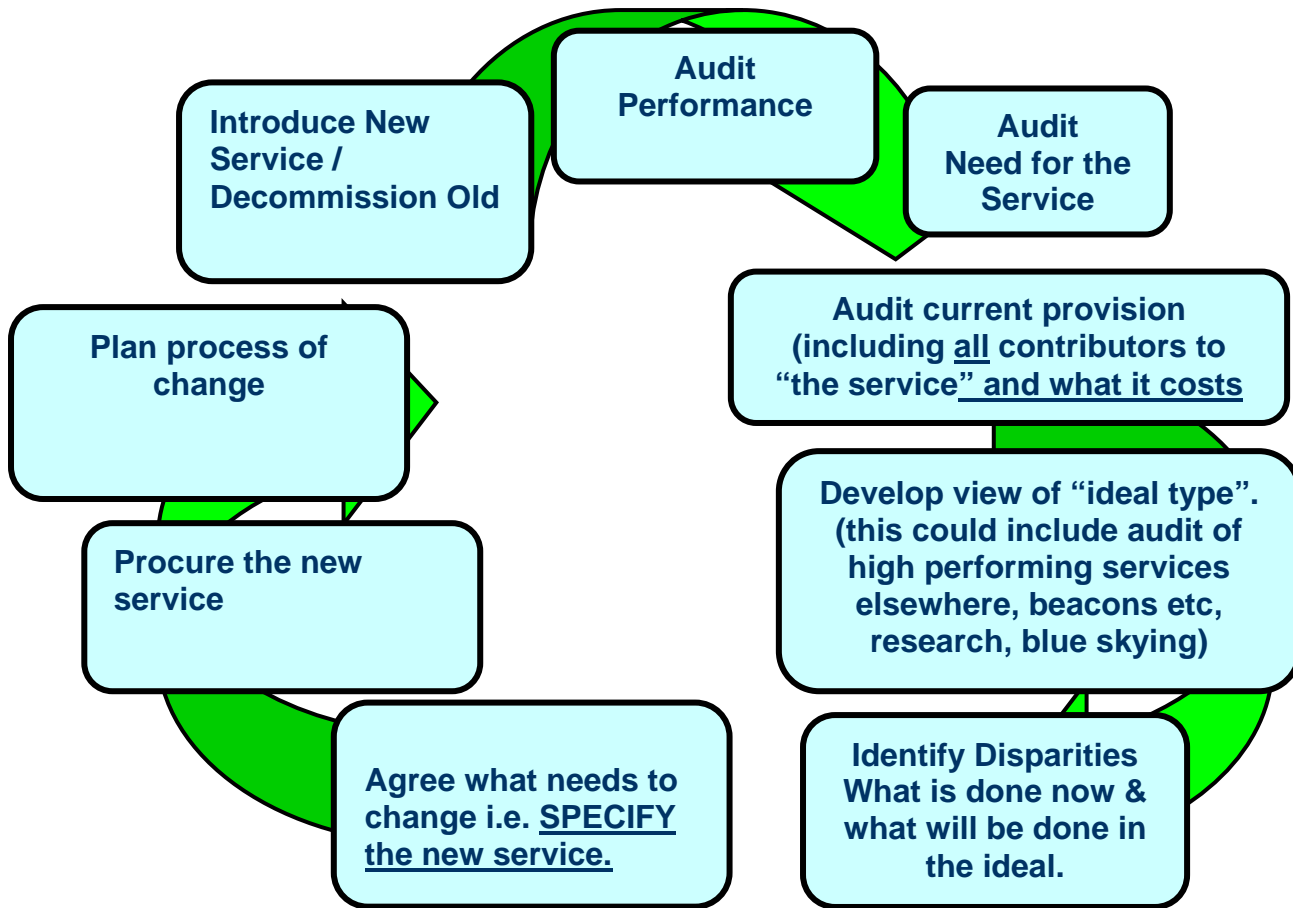 Audit
Performance
Audit
Need for the
Service
Audit current provision
(including all contributors to
“the service” and what it costs
Develop view of “ideal type”.
(this could include audit of
high performing services
elsewhere, beacons etc,
research, blue skying)
Identify Disparities
What is done now &
what will be done in
the ideal.
Agree what needs to
change i.e. SPECIFY
the new service.
Procure the new
service
Plan process of
change
Introduce New
Service /
Decommission Old